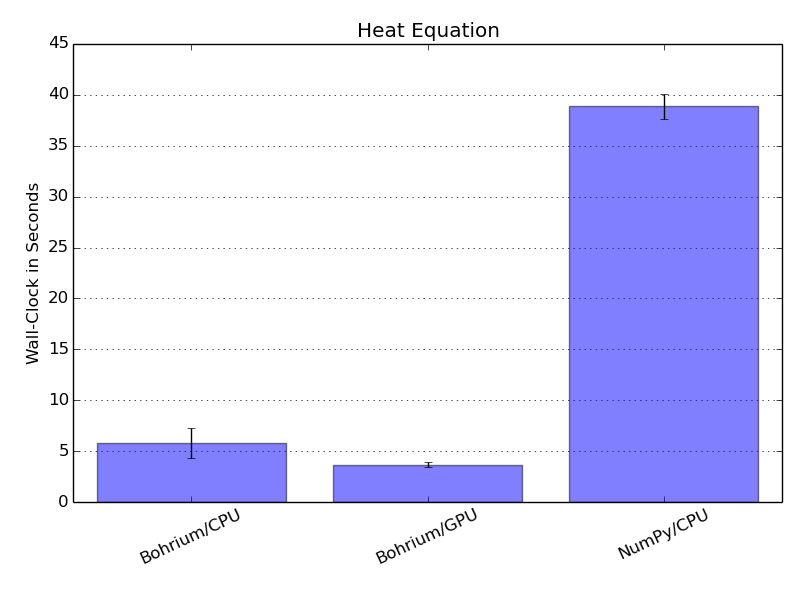 Heat Equation
Wall-Clock in Seconds
45
40
35
30
25
20
15
10
5
0
Bohrium/CPU
Bohrium/GPU
NumPy/CPU